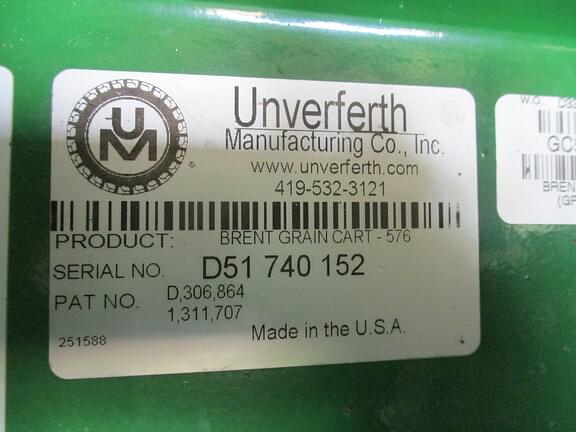 UM
Unverferth
Manufacturing Co., Inc.
www.unverferth.com
419-532-3121
PRODUCT: BRENT GRAIN CART - 576
SERIAL NO. D51 740 152
PAT NO. D,306,864
1,311,707
251588
Made in the U.S.A.
W.O.
GC
BREN
(GF